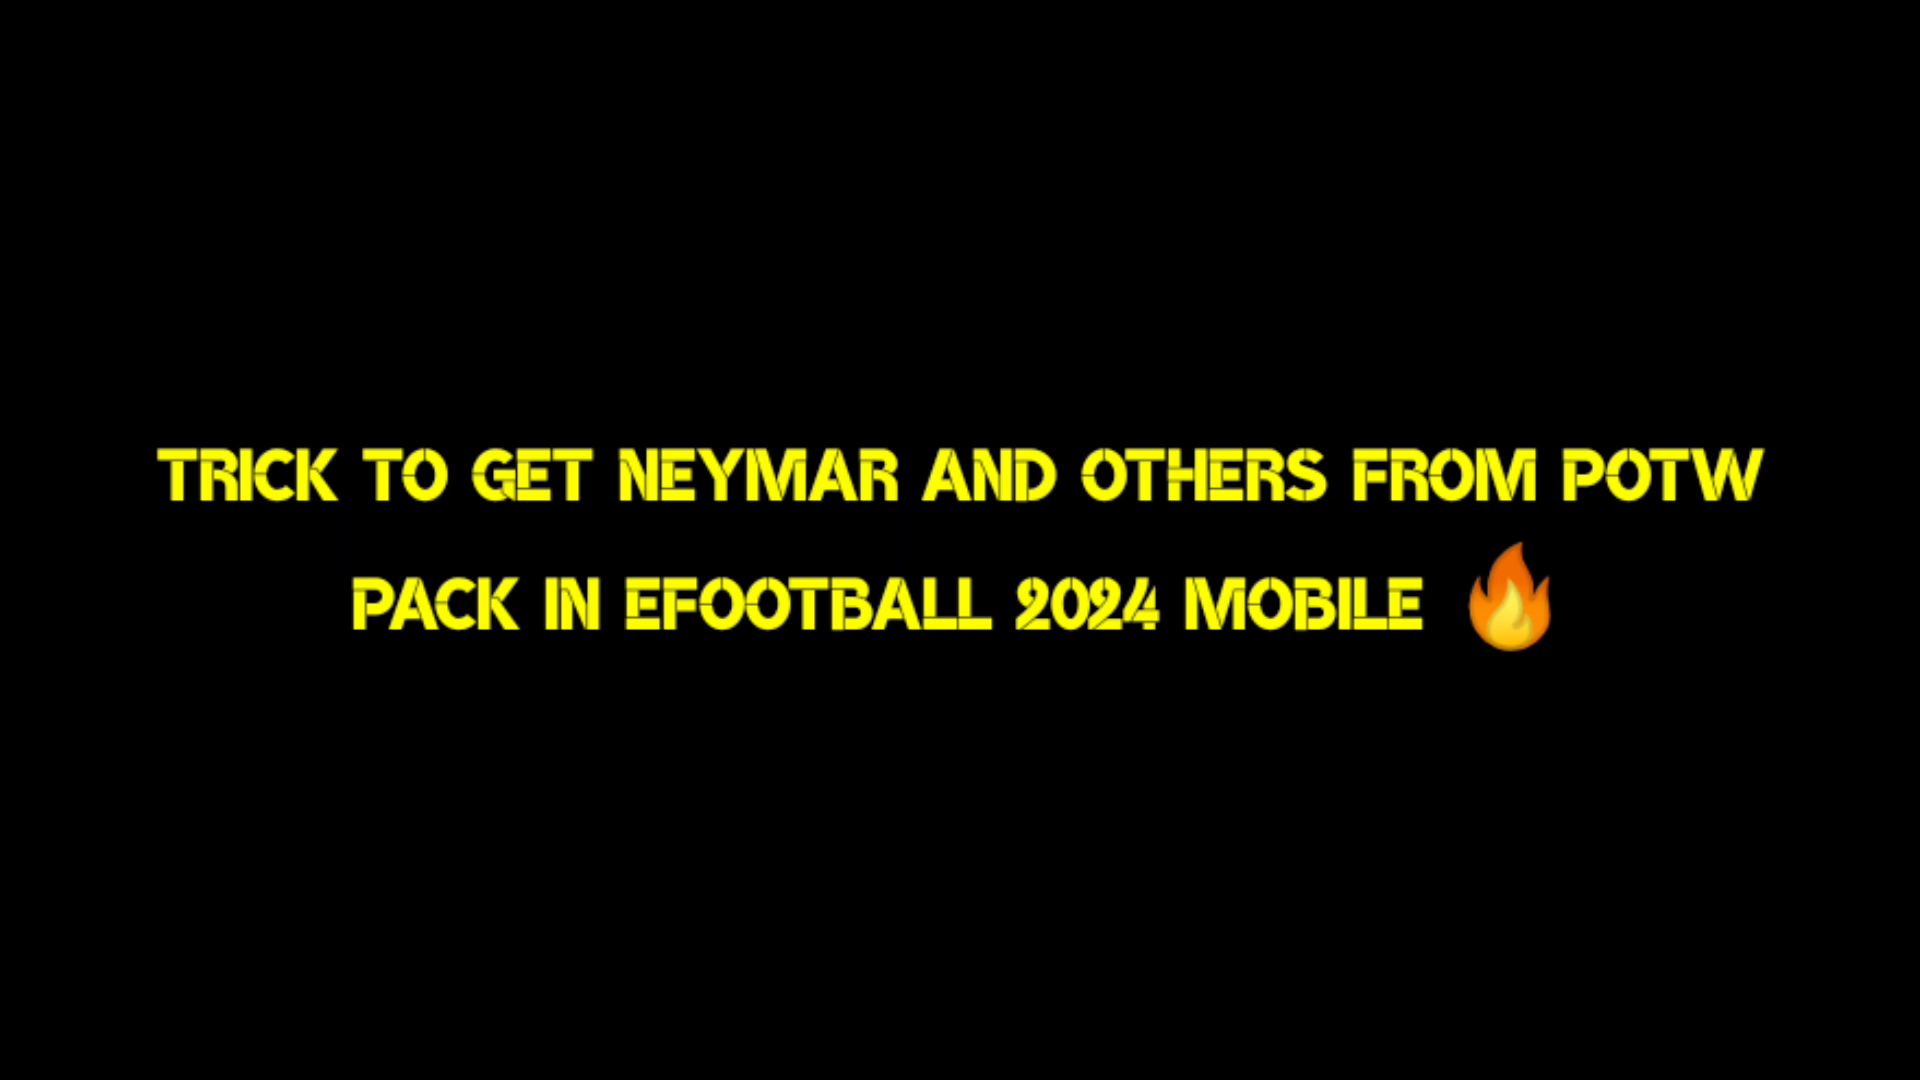 TRICK TO GET NEYMAR AND OTHERS FROM POTW
PACK IN EFOOTBALL 2024 MOBILE 🔥